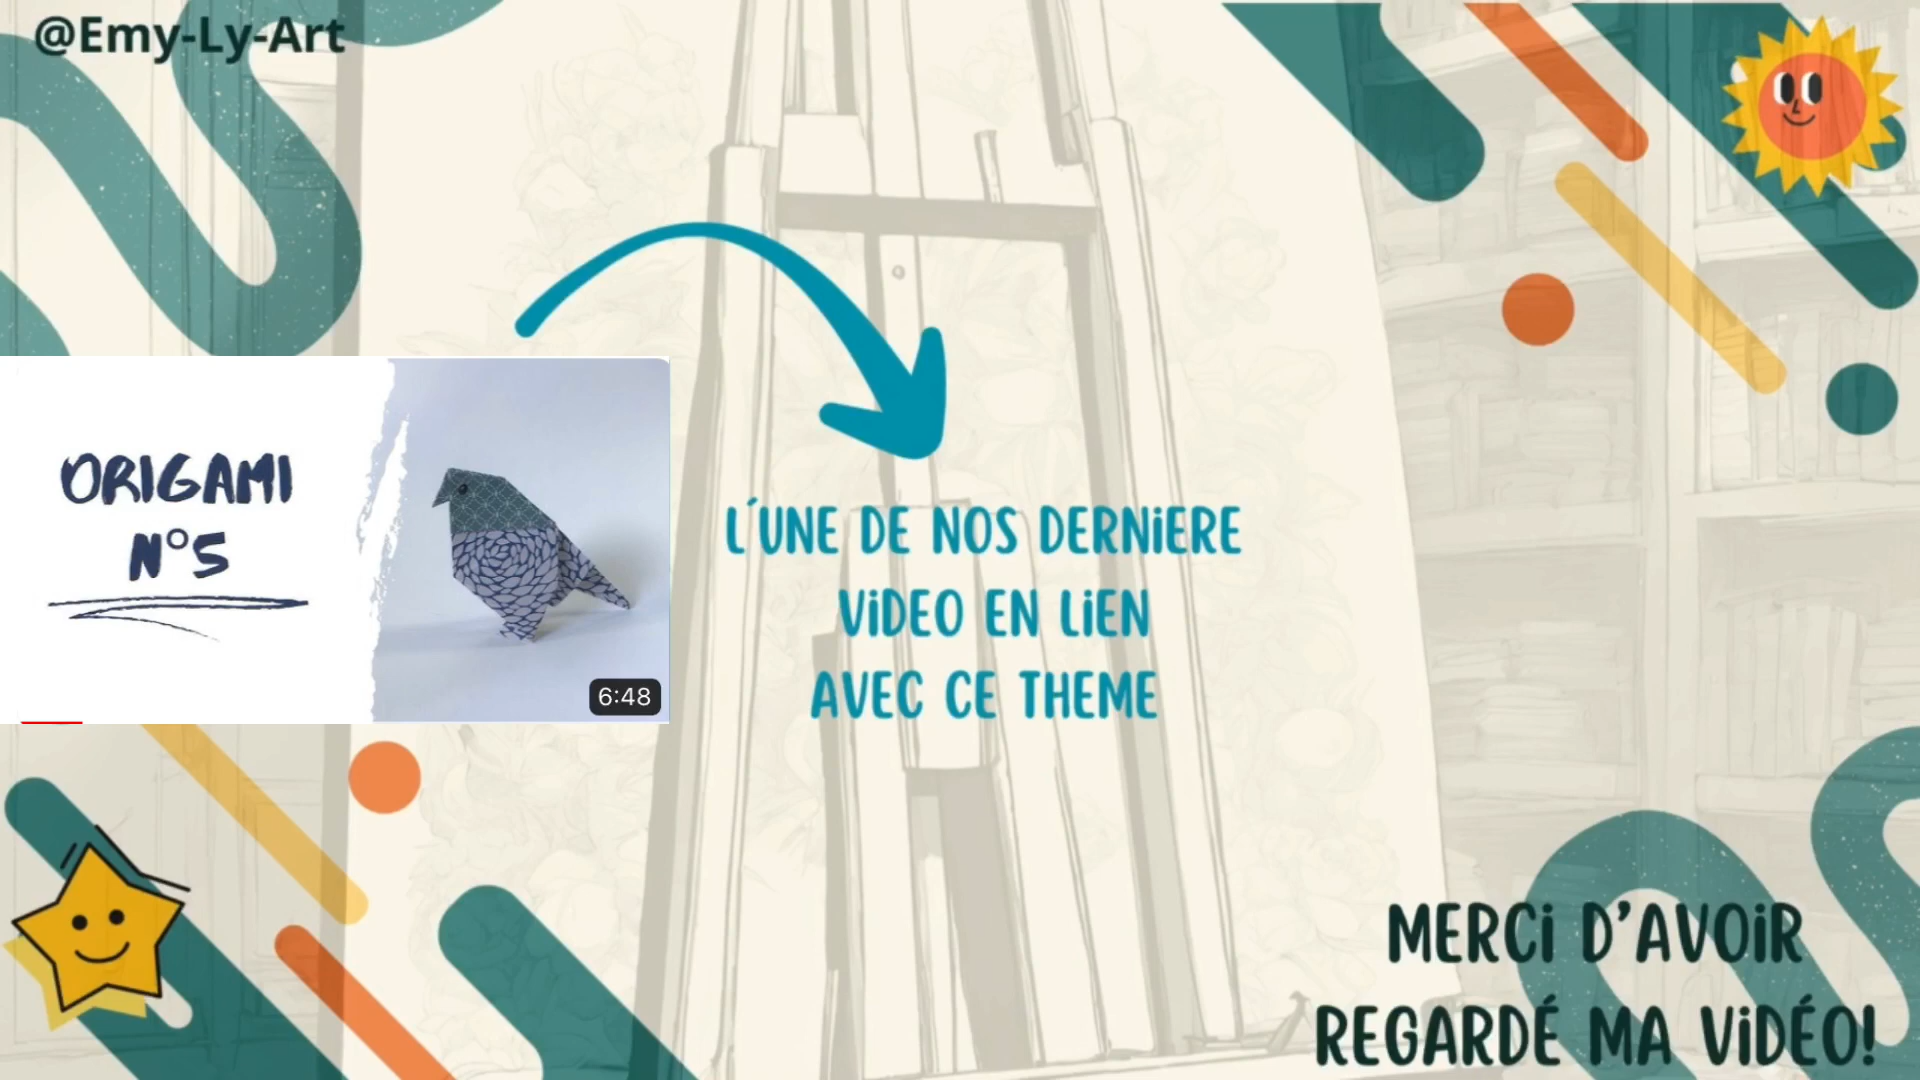 @Emy-Ly-Art
ORIGAMI
N°5
6:48
L'UNE DE NOS DERNiERE
ViDEO EN LiEN
AVEC CE THEME
MERCi D'AVOiR
REGARDÉ MA ViDÉO!